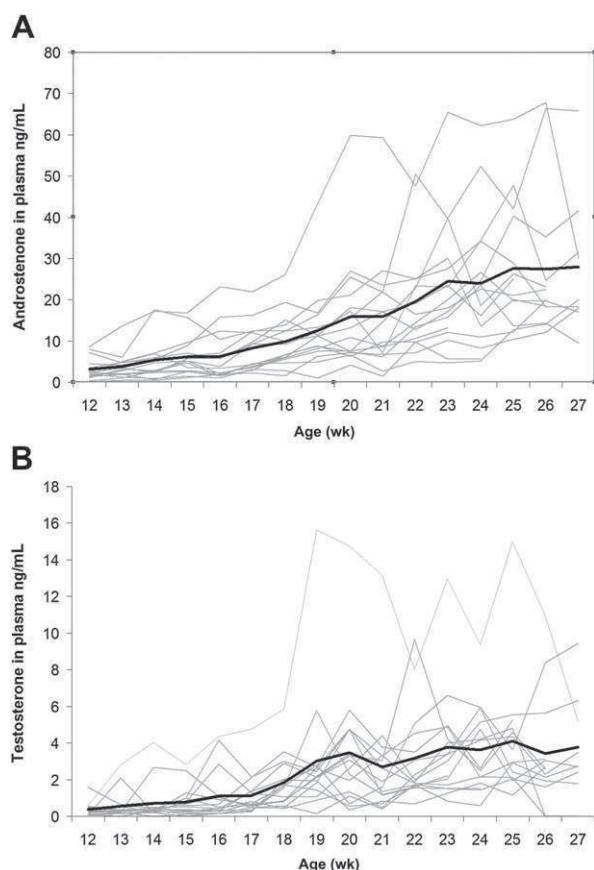 A
Androstenone in plasma ng/mL
80
70
60
50
40
30
20
10
0
12 13 14 15 16 17 18 19 20 21 22 23 24 25 26 27
Age (wk)
B
Testosterone in plasma ng/mL
18
16
14
12
10
8
6
4
2
0
12 13 14 15 16 17 18 19 20 21 22 23 24 25 26 27
Age (wk)